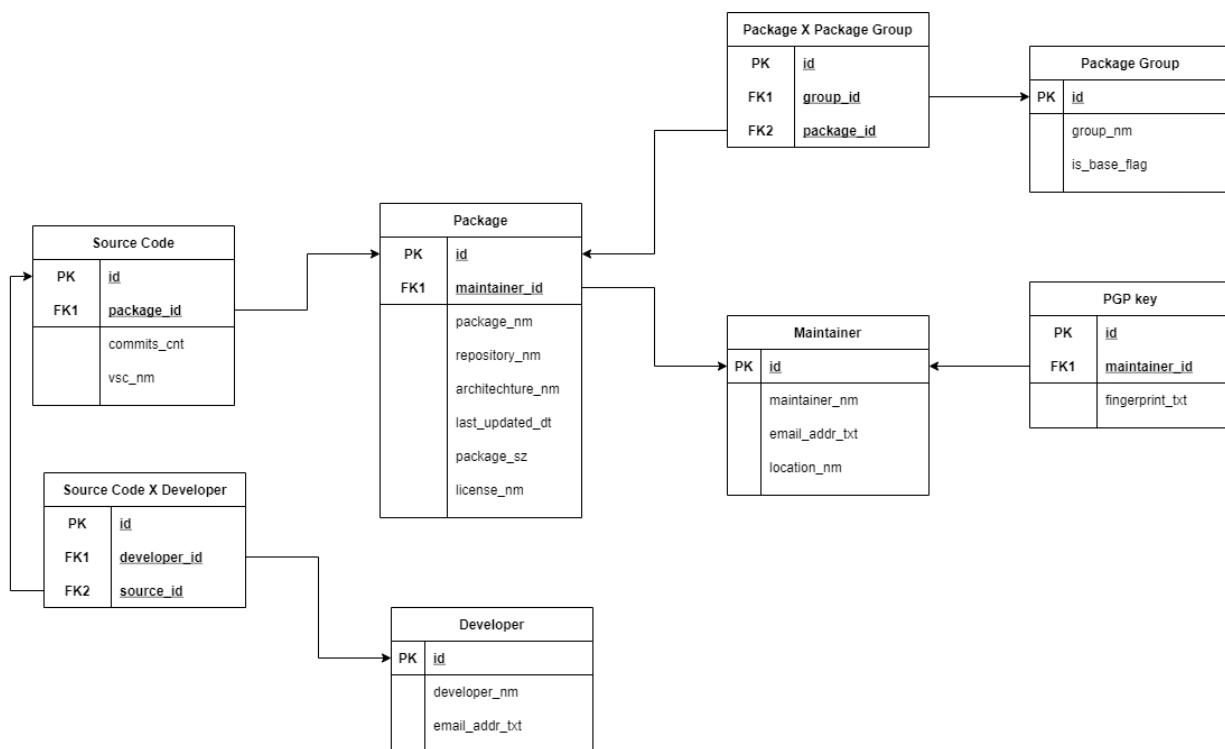 Package X Package Group
PK id
FK1 group_id
FK2 package_id
Package Group
PK id
group_nm
is_base_flag
Source Code
PK id
FK1 package_id
commits_cnt
vsc_nm
Package
PK id
FK1 maintainer_id
package_nm
repository_nm
architechture_nm
last_updated_dt
package_sz
license_nm
Maintainer
PK id
maintainer_nm
email_addr_txt
location_nm
PGP key
PK id
FK1 maintainer_id
fingerprint_txt
Source Code X Developer
PK id
FK1 developer_id
FK2 source_id
Developer
PK id
developer_nm
email_addr_txt